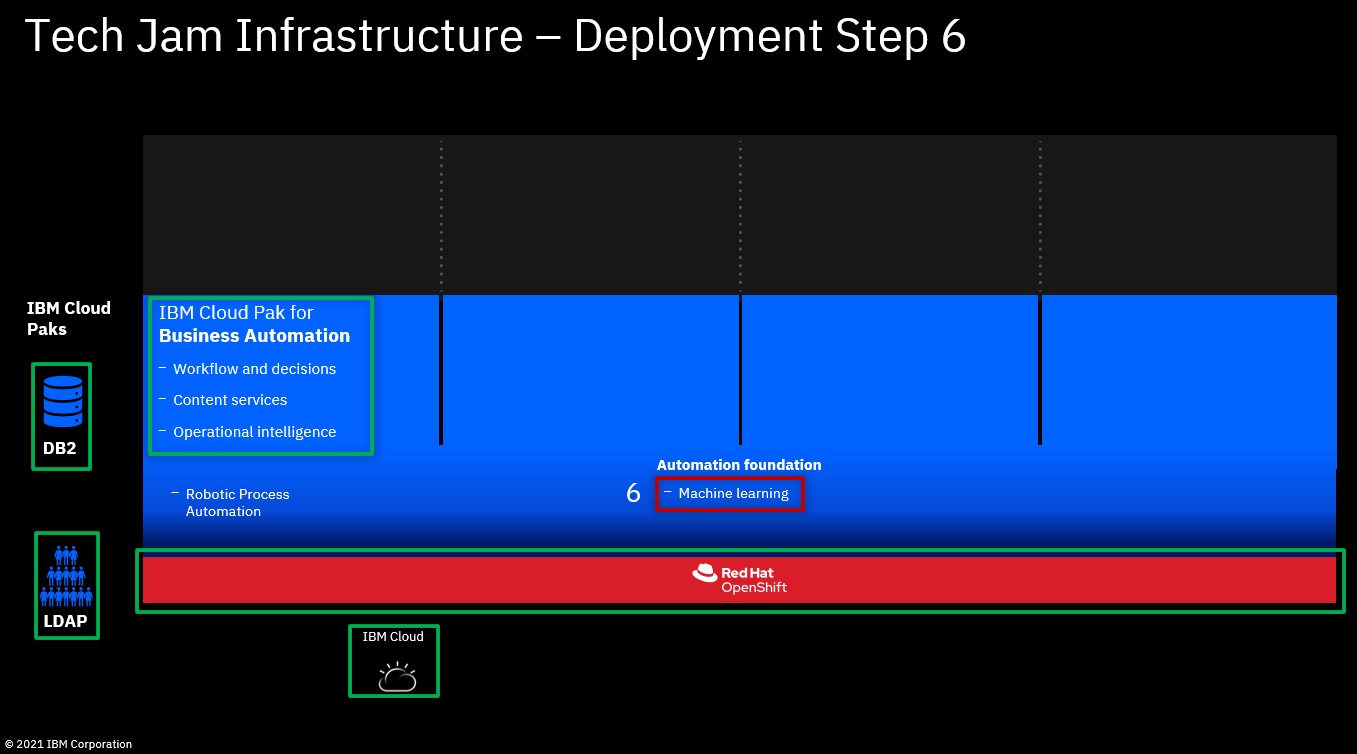 Tech Jam Infrastructure – Deployment Step 6
IBM Cloud
Paks
DB2
LDAP
IBM Cloud Pak for
Business Automation
– Workflow and decisions
– Content services
– Operational intelligence
– Robotic Process
Automation
Automation foundation
6
– Machine learning
Red Hat
OpenShift
IBM Cloud
© 2021 IBM Corporation